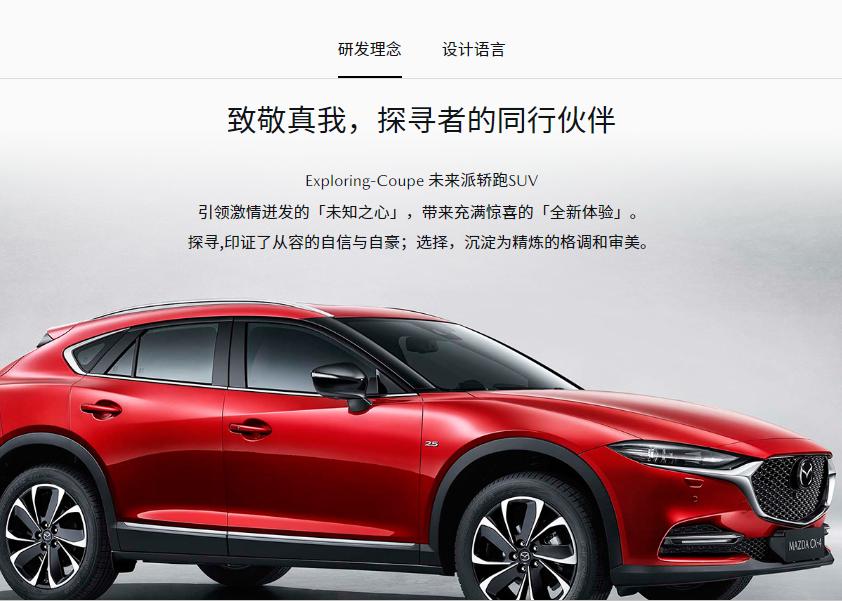 研发理念 设计语言
致敬真我，探寻者的同行伙伴
Exploring-Coupe 未来派轿跑SUV
引领激情迸发的「未知之心」，带来充满惊喜的「全新体验」。
探寻,印证了从容的自信与自豪；选择，沉淀为精炼的格调和审美。
2.5
MAZDA CX-4